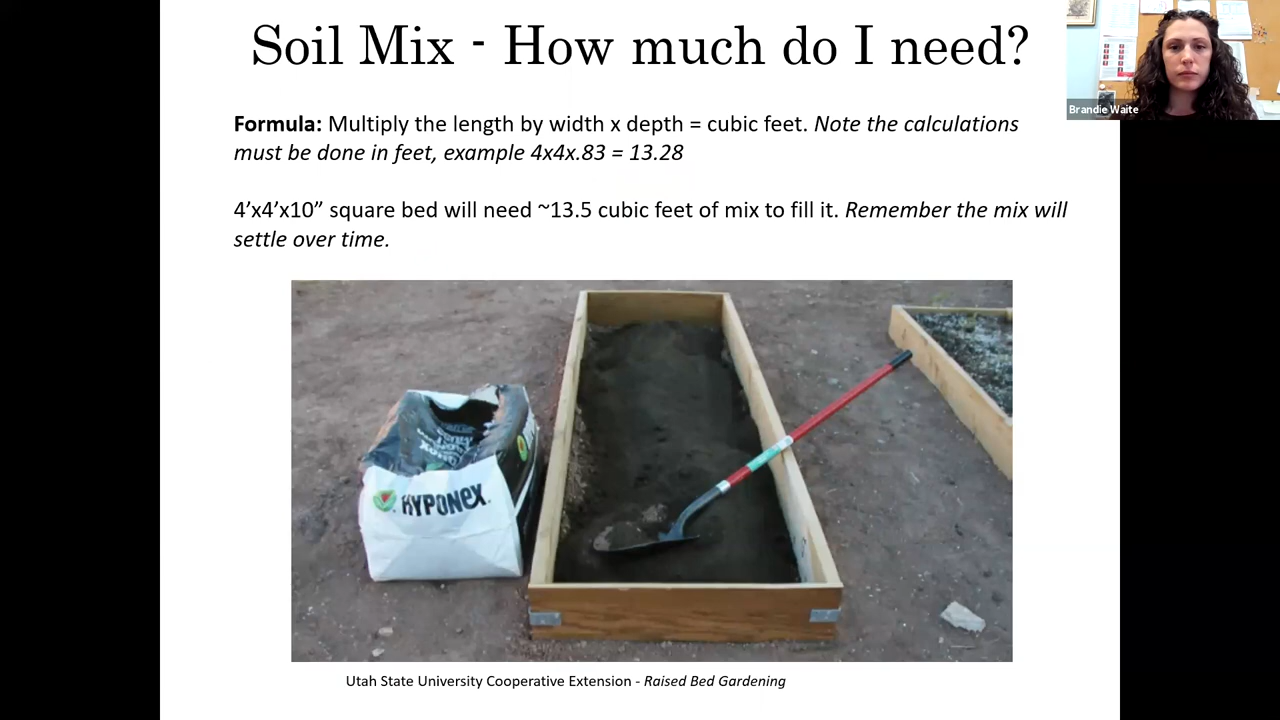 Soil Mix - How much do I need?
Brandie Waite
Formula: Multiply the length by width x depth = cubic feet. Note the calculations
must be done in feet, example 4x4x.83 = 13.28
4’x4’x10” square bed will need ~13.5 cubic feet of mix to fill it. Remember the mix will
settle over time.
HYPONEX.
Utah State University Cooperative Extension - Raised Bed Gardening